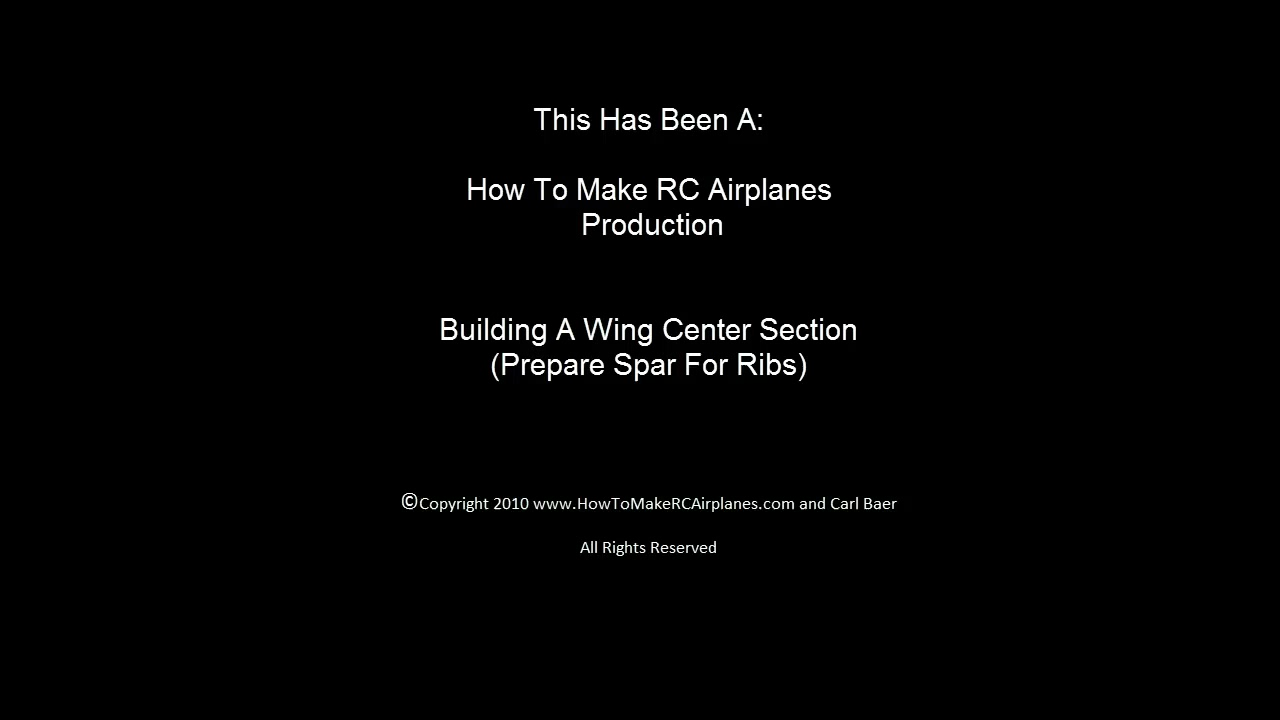 This Has Been A:
How To Make RC Airplanes
Production
Building A Wing Center Section
(Prepare Spar For Ribs)
©Copyright 2010 www.HowToMakeRCAirplanes.com and Carl Baer
All Rights Reserved